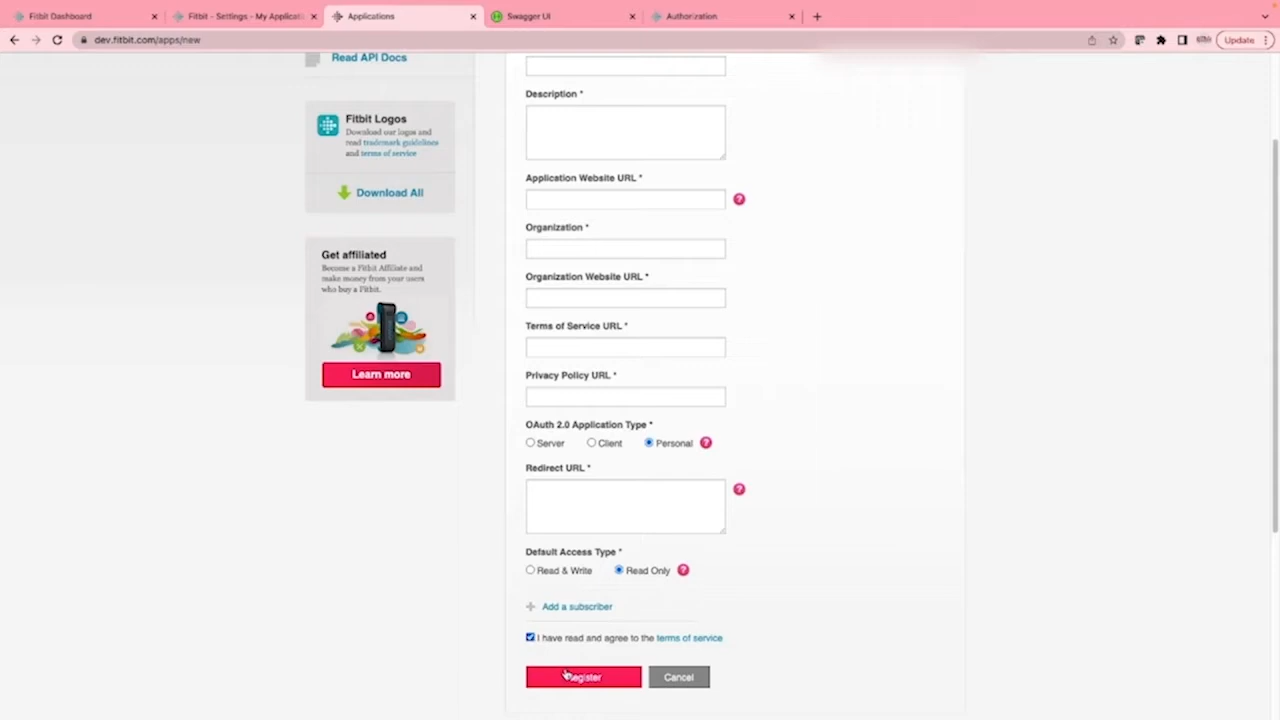 Fitbit Dashboard
Fitbit - Settings - My Applicati
Applications
Swagger UI
Authorization
dev.fitbit.com/apps/new
Update
Read API Docs
Fitbit Logos
Download our logos and
read trademark guidelines
and terms of service
Download All
Get affiliated
Become a Fitbit Affiliate and
make money from your users
who buy a Fitbit.
Learn more
Description *
Application Website URL *
?
Organization *
Organization Website URL *
Terms of Service URL *
Privacy Policy URL *
OAuth 2.0 Application Type *
Server Client Personal ?
Redirect URL *
?
Default Access Type *
Read & Write Read Only ?
Add a subscriber
I have read and agree to the terms of service
Register Cancel